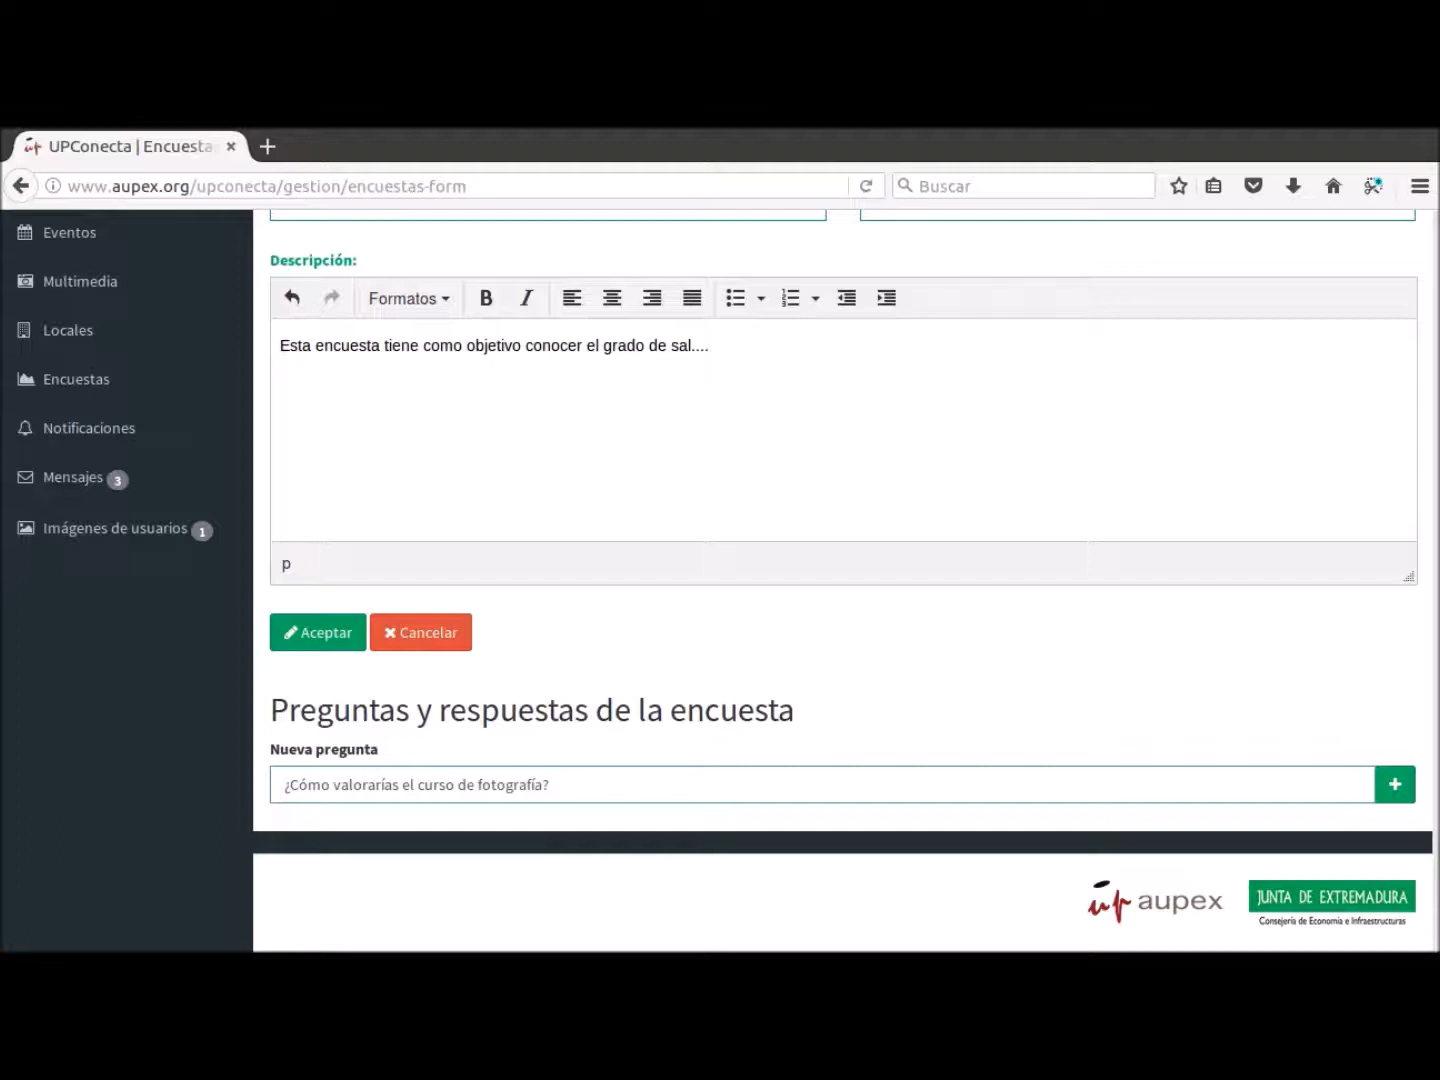 UPConecta | Encuesta
www.aupex.org/upconecta/gestion/encuestas-form
Buscar
Eventos
Multimedia
Locales
Encuestas
Notificaciones
Mensajes 3
Imágenes de usuarios 1
Descripción:
Formatos B I
Esta encuesta tiene como objetivo conocer el grado de sal....
p
Aceptar Cancelar
Preguntas y respuestas de la encuesta
Nueva pregunta
¿Cómo valorarías el curso de fotografía?
aupex
JUNTA DE EXTREMADURA
Consejería de Economía e Infraestructuras